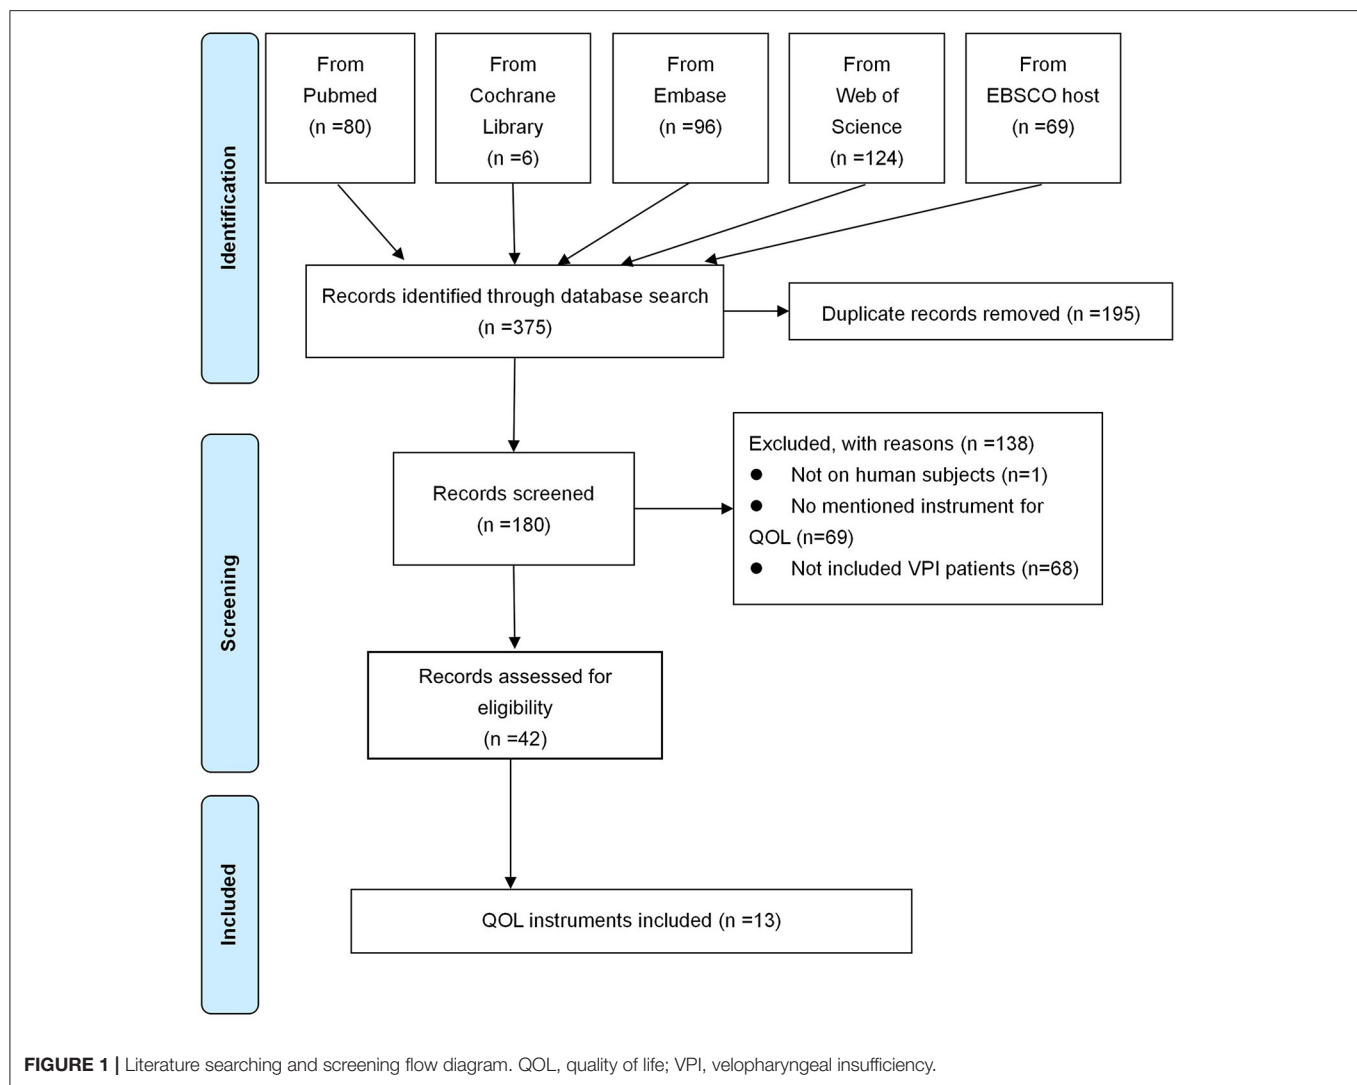 Identification
From
Pubmed
(n =80)
From
Cochrane
Library
(n =6)
From
Embase
(n =96)
From
Web of
Science
(n =124)
From
EBSCO host
(n =69)
Records identified through database search
(n =375)
Duplicate records removed (n =195)
Screening
Records screened
(n =180)
Excluded, with reasons (n =138)
● Not on human subjects (n=1)
● No mentioned instrument for
QOL (n=69)
● Not included VPI patients (n=68)
Records assessed for
eligibility
(n =42)
Included
QOL instruments included (n =13)
FIGURE 1 | Literature searching and screening flow diagram. QOL, quality of life; VPI, velopharyngeal insufficiency.